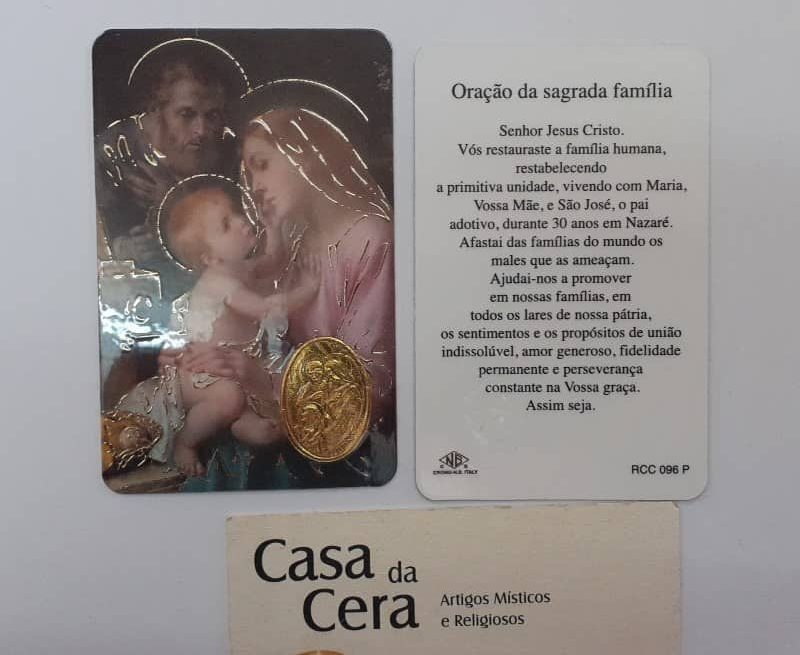 Oração da sagrada família
Senhor Jesus Cristo.
Vós restauraste a família humana,
restabelecendo
a primitiva unidade, vivendo com Maria,
Vossa Mãe, e São José, o pai
adotivo, durante 30 anos em Nazaré.
Afastai das famílias do mundo os
males que as ameaçam.
Ajudai-nos a promover
em nossas famílias, em
todos os lares de nossa pátria,
os sentimentos e os propósitos de união
indissolúvel, amor generoso, fidelidade
permanente e perseverança
constante na Vossa graça.
Assim seja.
NB
CROMO N.B. ITALY
RCC 096 P
Casa da
Cera
Artigos Místicos
e Religiosos